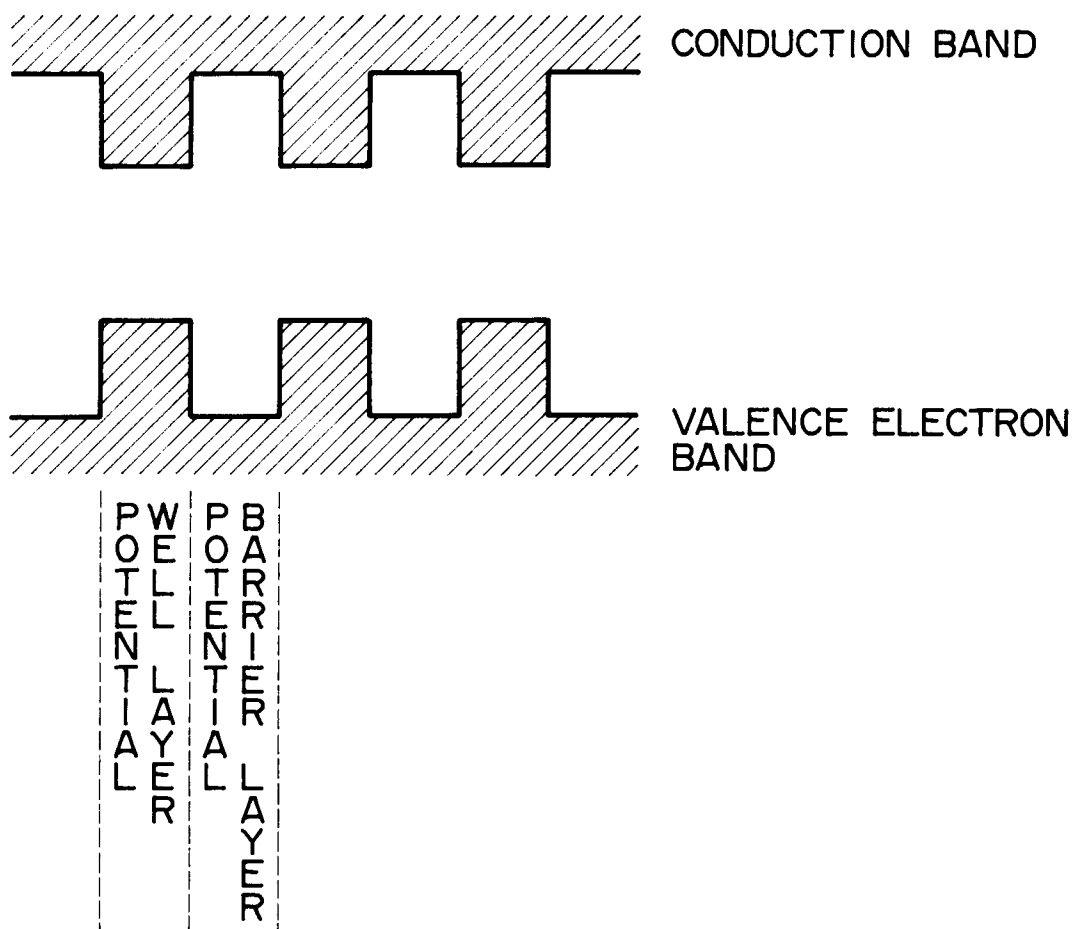 CONDUCTION BAND
VALENCE ELECTRON
BAND
POTENTIAL
WELL LAYER
POTENTIAL
BARRIER LAYER